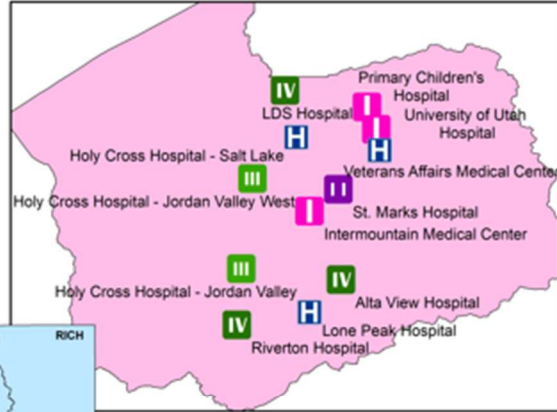 Primary Children's
Hospital
IV
I
LDS Hospital
University of Utah
Hospital
I
H
H
Holy Cross Hospital - Salt Lake
Veterans Affairs Medical Cente
III
II
Holy Cross Hospital - Jordan Valley West
I
St. Marks Hospital
Intermountain Medical Center
III
IV
Holy Cross Hospital - Jordan Valley
Alta View Hospital
H
IV
Lone Peak Hospital
RICH
Riverton Hospital